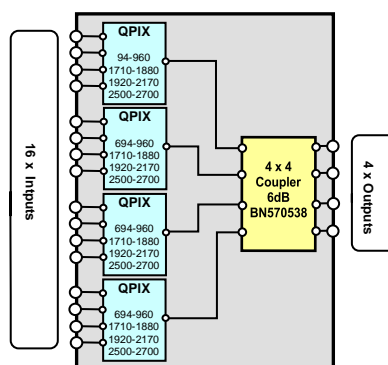 16 x Intputs
QPIX
94-960
1710-1880
1920-2170
2500-2700
QPIX
694-960
1710-1880
1920-2170
2500-2700
QPIX
694-960
1710-1880
1920-2170
2500-2700
QPIX
694-960
1710-1880
1920-2170
2500-2700
4 x 4
Coupler
6dB
BN570538
4 x Outputs